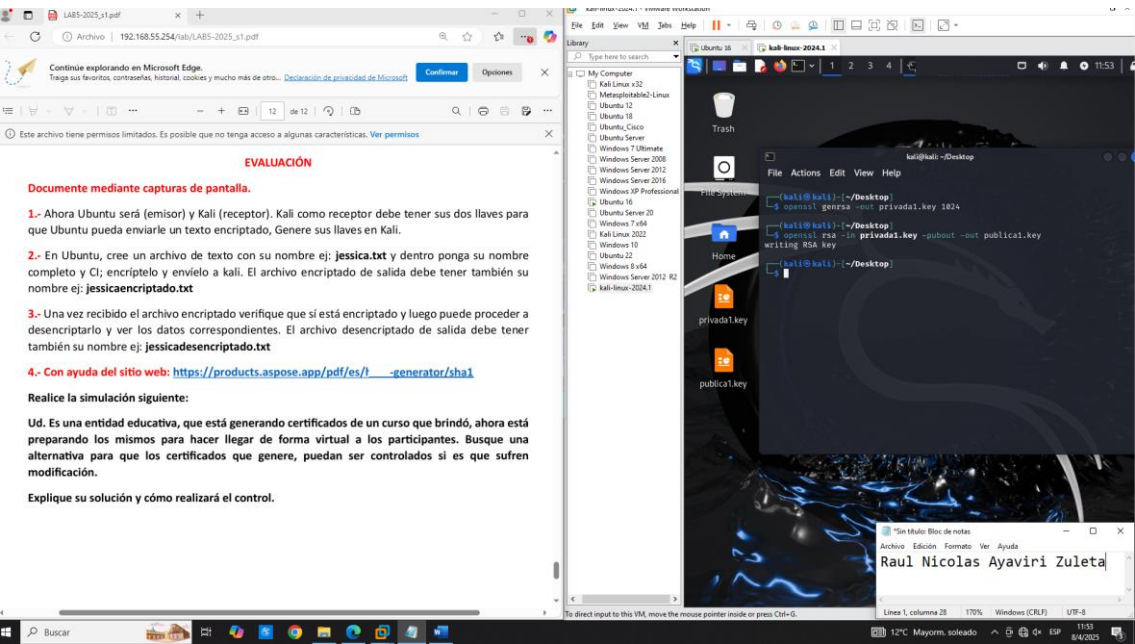 LAB5-2025_s1.pdf
Archivo | 192.168.55.254/lab/LAB5-2025_s1.pdf
Continúe explorando en Microsoft Edge.
Traiga sus favoritos, contraseñas, historial, cookies y mucho más de otro... Declaración de privacidad de Microsoft
Confirmar
Opciones
12 de 12
Este archivo tiene permisos limitados. Es posible que no tenga acceso a algunas características. Ver permisos
EVALUACIÓN
Documente mediante capturas de pantalla.
1.- Ahora Ubuntu será (emisor) y Kali (receptor). Kali como receptor debe tener sus dos llaves para
que Ubuntu pueda enviarle un texto encriptado, Genere sus llaves en Kali.
2.- En Ubuntu, cree un archivo de texto con su nombre ej: jessica.txt y dentro ponga su nombre
completo y CI; encríptelo y envíelo a kali. El archivo encriptado de salida debe tener también su
nombre ej: jessicaencriptado.txt
3.- Una vez recibido el archivo encriptado verifique que sí está encriptado y luego puede proceder a
desencriptarlo y ver los datos correspondientes. El archivo desencriptado de salida debe tener
también su nombre ej: jessicadesencriptado.txt
4.- Con ayuda del sitio web: https://products.aspose.app/pdf/es/ -generator/sha1
Realice la simulación siguiente:
Ud. Es una entidad educativa, que está generando certificados de un curso que brindó, ahora está
preparando los mismos para hacer llegar de forma virtual a los participantes. Busque una
alternativa para que los certificados que genere, puedan ser controlados si es que sufren
modificación.
Explique su solución y cómo realizará el control.
kali-linux-2024.1 - VMware Workstation
File Edit View VM Tabs Help
Library
Type here to search
My Computer
Kali Linux x32
Metasploitable2-Linux
Ubuntu 12
Ubuntu 18
Ubuntu_Cisco
Ubuntu Server
Windows 7 Ultimate
Windows Server 2008
Windows Server 2012
Windows Server 2016
Windows XP Professional
Ubuntu 16
Ubuntu Server 20
Windows 7 x64
Kali Linux 2022
Windows 10
Ubuntu 22
Windows 8 x64
Windows Server 2012 R2
kali-linux-2024.1
Ubuntu 16
kali-linux-2024.1
1 2 3 4
11:53
Trash
File System
Home
privada1.key
publica1.key
kali@kali: ~/Desktop
File Actions Edit View Help
(kali㉿kali)-[~/Desktop]
$ openssl genrsa -out privada1.key 1024
(kali㉿kali)-[~/Desktop]
$ openssl rsa -in privada1.key -pubout -out publica1.key
writing RSA key
(kali㉿kali)-[~/Desktop]
$
*Sin título: Bloc de notas
Archivo Edición Formato Ver Ayuda
Raul Nicolas Ayaviri Zuleta
Línea 1, columna 28 170% Windows (CRLF) UTF-8
To direct input to this VM, move the mouse pointer inside or press Ctrl+G.
Buscar
12°C Mayorm. soleado
ESP
11:53
8/4/2025